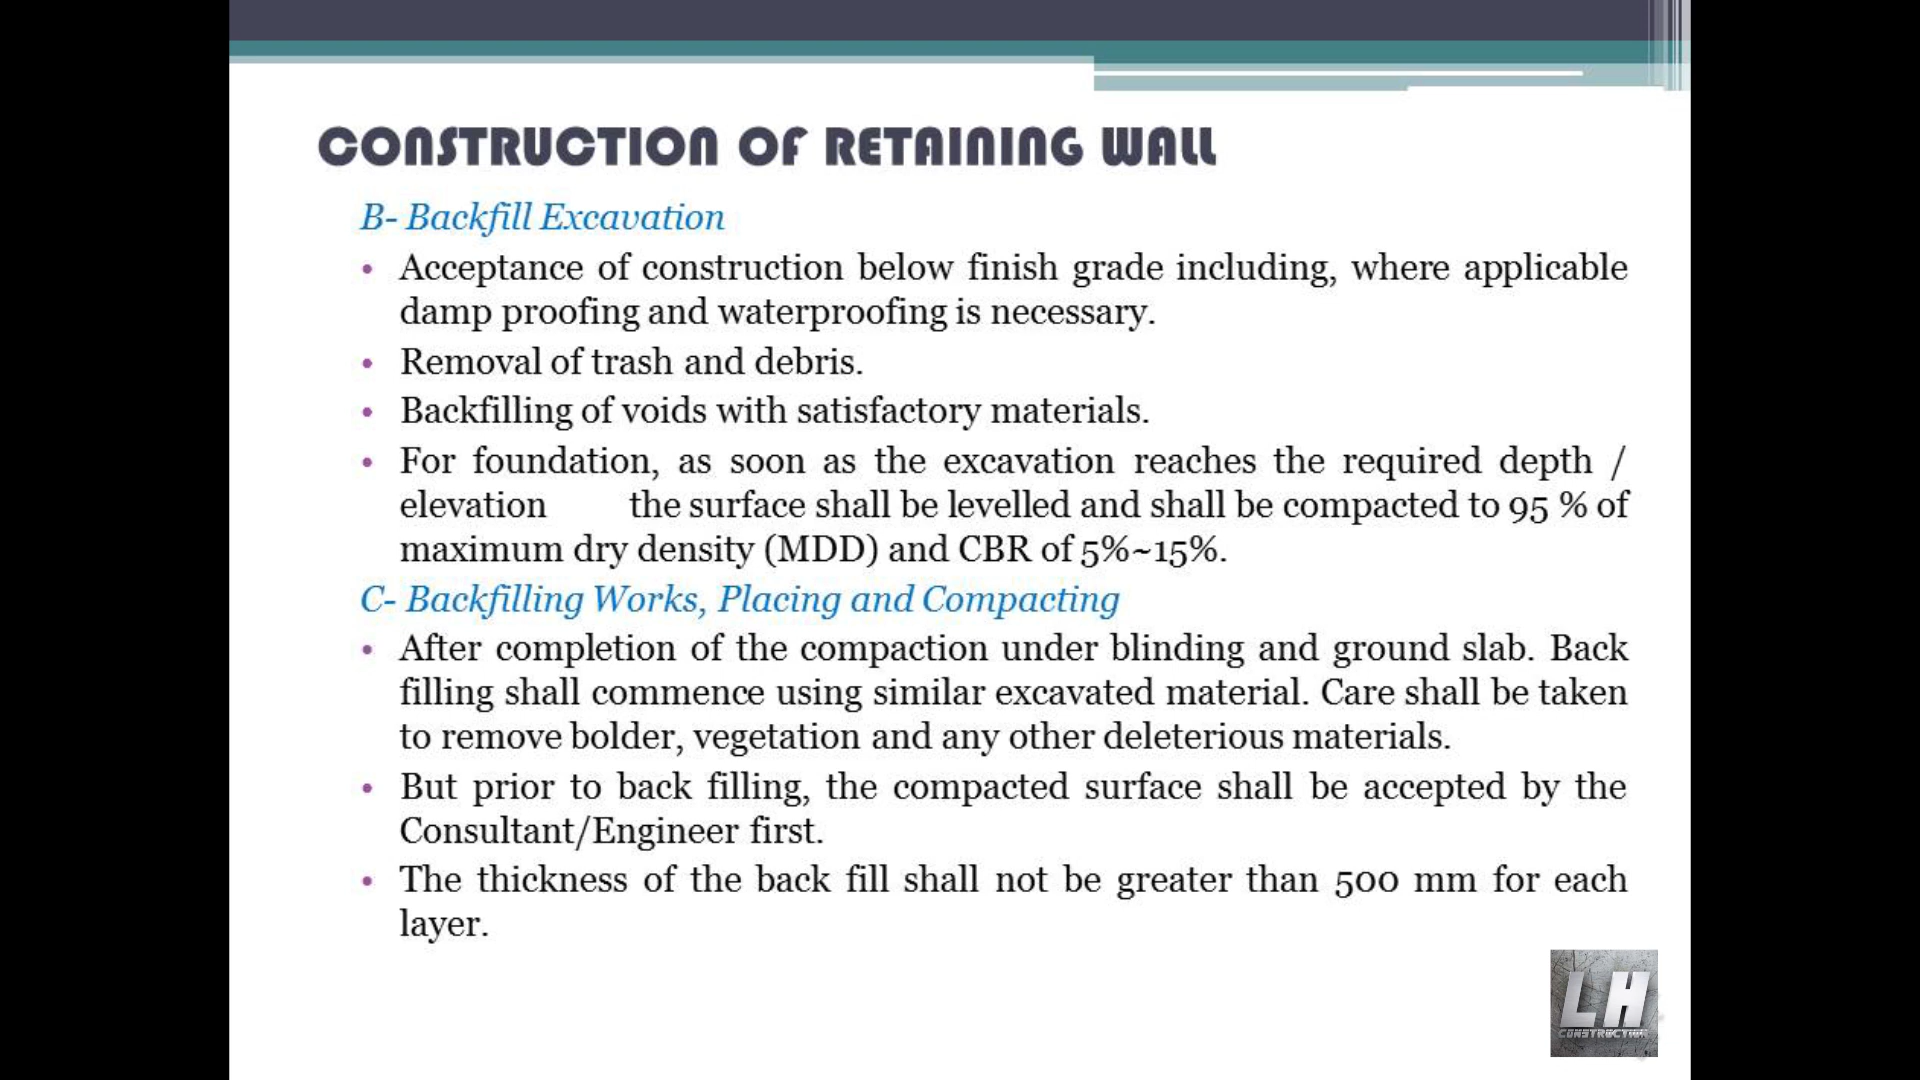 CONSTRUCTION OF RETAINING WALL
B- Backfill Excavation
• Acceptance of construction below finish grade including, where applicable
damp proofing and waterproofing is necessary.
• Removal of trash and debris.
• Backfilling of voids with satisfactory materials.
• For foundation, as soon as the excavation reaches the required depth /
elevation the surface shall be levelled and shall be compacted to 95 % of
maximum dry density (MDD) and CBR of 5%~15%.
C- Backfilling Works, Placing and Compacting
• After completion of the compaction under blinding and ground slab. Back
filling shall commence using similar excavated material. Care shall be taken
to remove bolder, vegetation and any other deleterious materials.
• But prior to back filling, the compacted surface shall be accepted by the
Consultant/Engineer first.
• The thickness of the back fill shall not be greater than 500 mm for each
layer.
LH
CONSTRUCTION